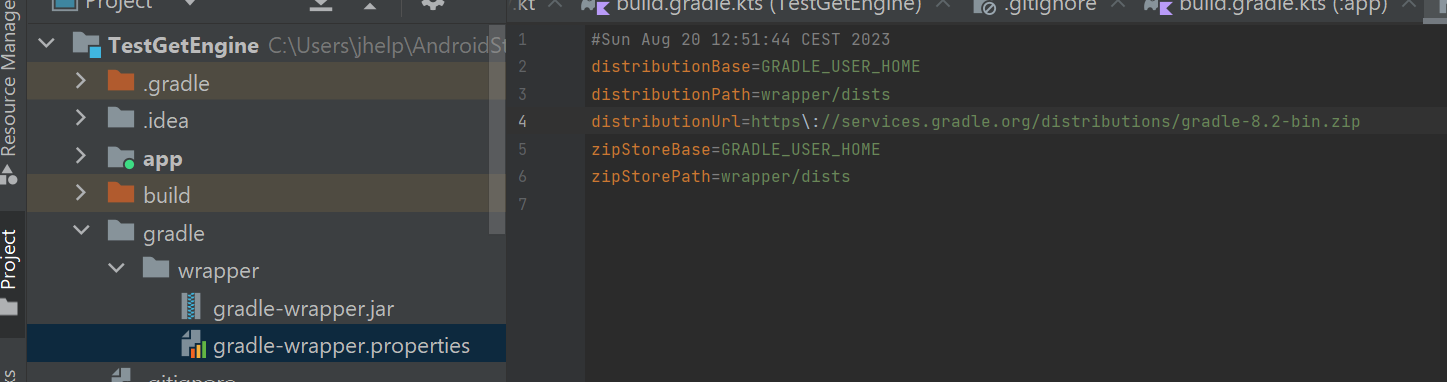 Project
.kt
build.gradle.kts (TestGetEngine)
.gitignore
build.gradle.kts (:app)
Resource Manage
Project
TestGetEngine C:\Users\jhelp\AndroidSt
.gradle
.idea
app
build
gradle
wrapper
gradle-wrapper.jar
gradle-wrapper.properties
.gitignore
1 #Sun Aug 20 12:51:44 CEST 2023
2 distributionBase=GRADLE_USER_HOME
3 distributionPath=wrapper/dists
4 distributionUrl=https\://services.gradle.org/distributions/gradle-8.2-bin.zip
5 zipStoreBase=GRADLE_USER_HOME
6 zipStorePath=wrapper/dists
7